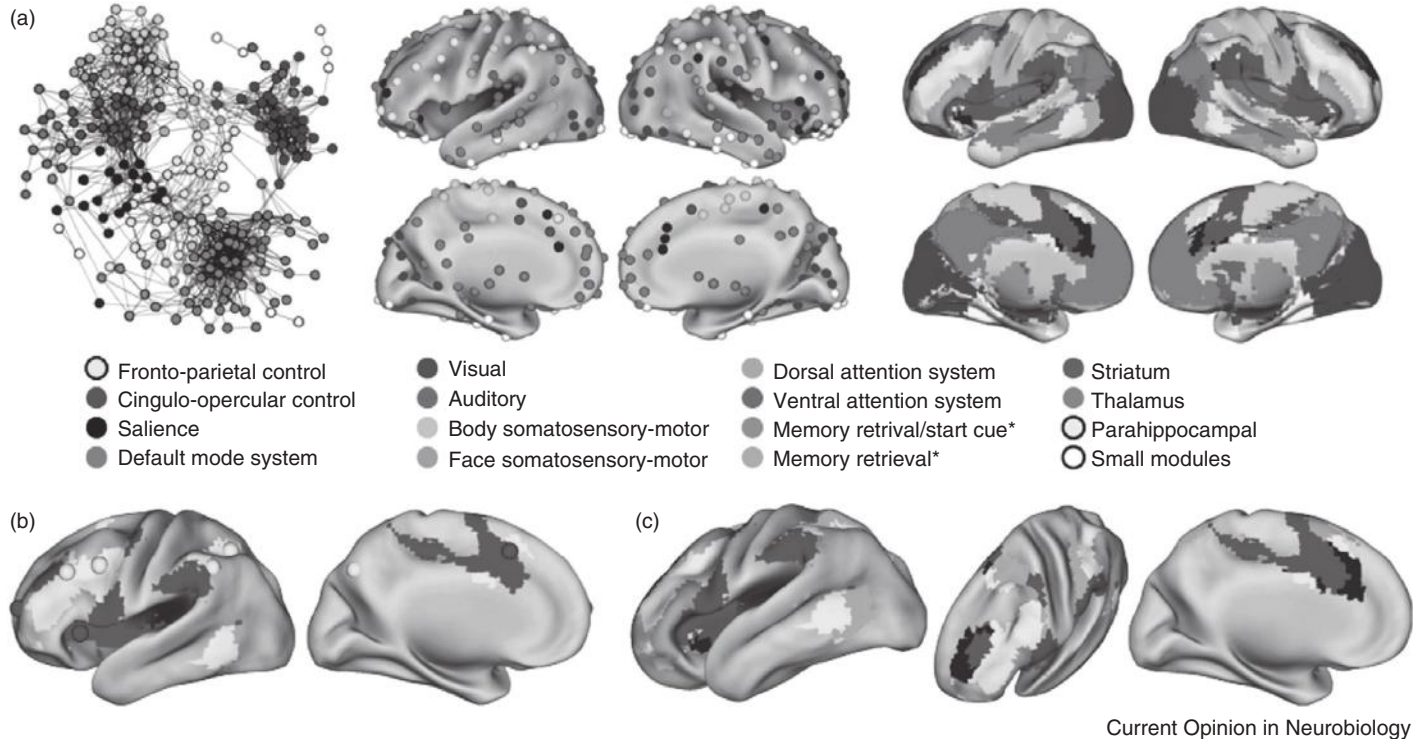 (a)
Fronto-parietal control
Cingulo-opercular control
Salience
Default mode system
Visual
Auditory
Body somatosensory-motor
Face somatosensory-motor
Dorsal attention system
Ventral attention system
Memory retrival/start cue*
Memory retrieval*
Striatum
Thalamus
Parahippocampal
Small modules
(b)
(c)
Current Opinion in Neurobiology